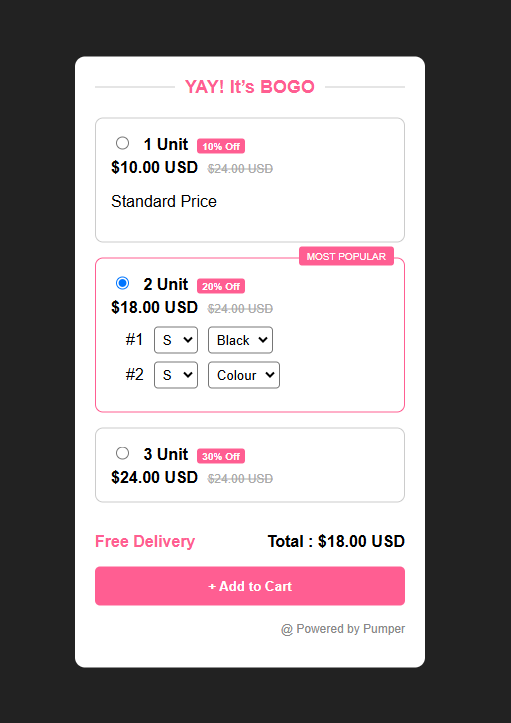 YAY! It’s BOGO
1 Unit 10% Off
$10.00 USD $24.00 USD
Standard Price
MOST POPULAR
2 Unit 20% Off
$18.00 USD $24.00 USD
#1 S Black
#2 S Colour
3 Unit 30% Off
$24.00 USD $24.00 USD
Free Delivery Total : $18.00 USD
+ Add to Cart
@ Powered by Pumper